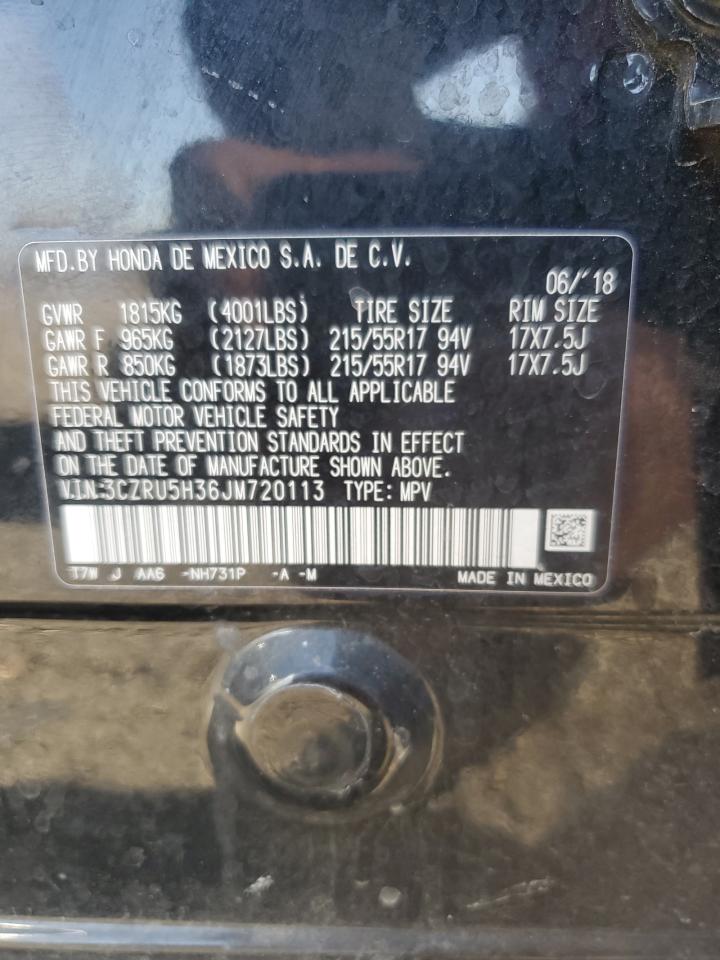 MFD.BY HONDA DE MEXICO S.A. DE C.V.
06/'18
GVWR 1815KG (4001LBS) TIRE SIZE RIM SIZE
GAWR F 965KG (2127LBS) 215/55R17 94V 17X7.5J
GAWR R 850KG (1873LBS) 215/55R17 94V 17X7.5J
THIS VEHICLE CONFORMS TO ALL APPLICABLE
FEDERAL MOTOR VEHICLE SAFETY
AND THEFT PREVENTION STANDARDS IN EFFECT
ON THE DATE OF MANUFACTURE SHOWN ABOVE.
V.I.N:3CZRU5H36JM720113 TYPE: MPV
T7W J AA6 -NH731P -A -M MADE IN MEXICO